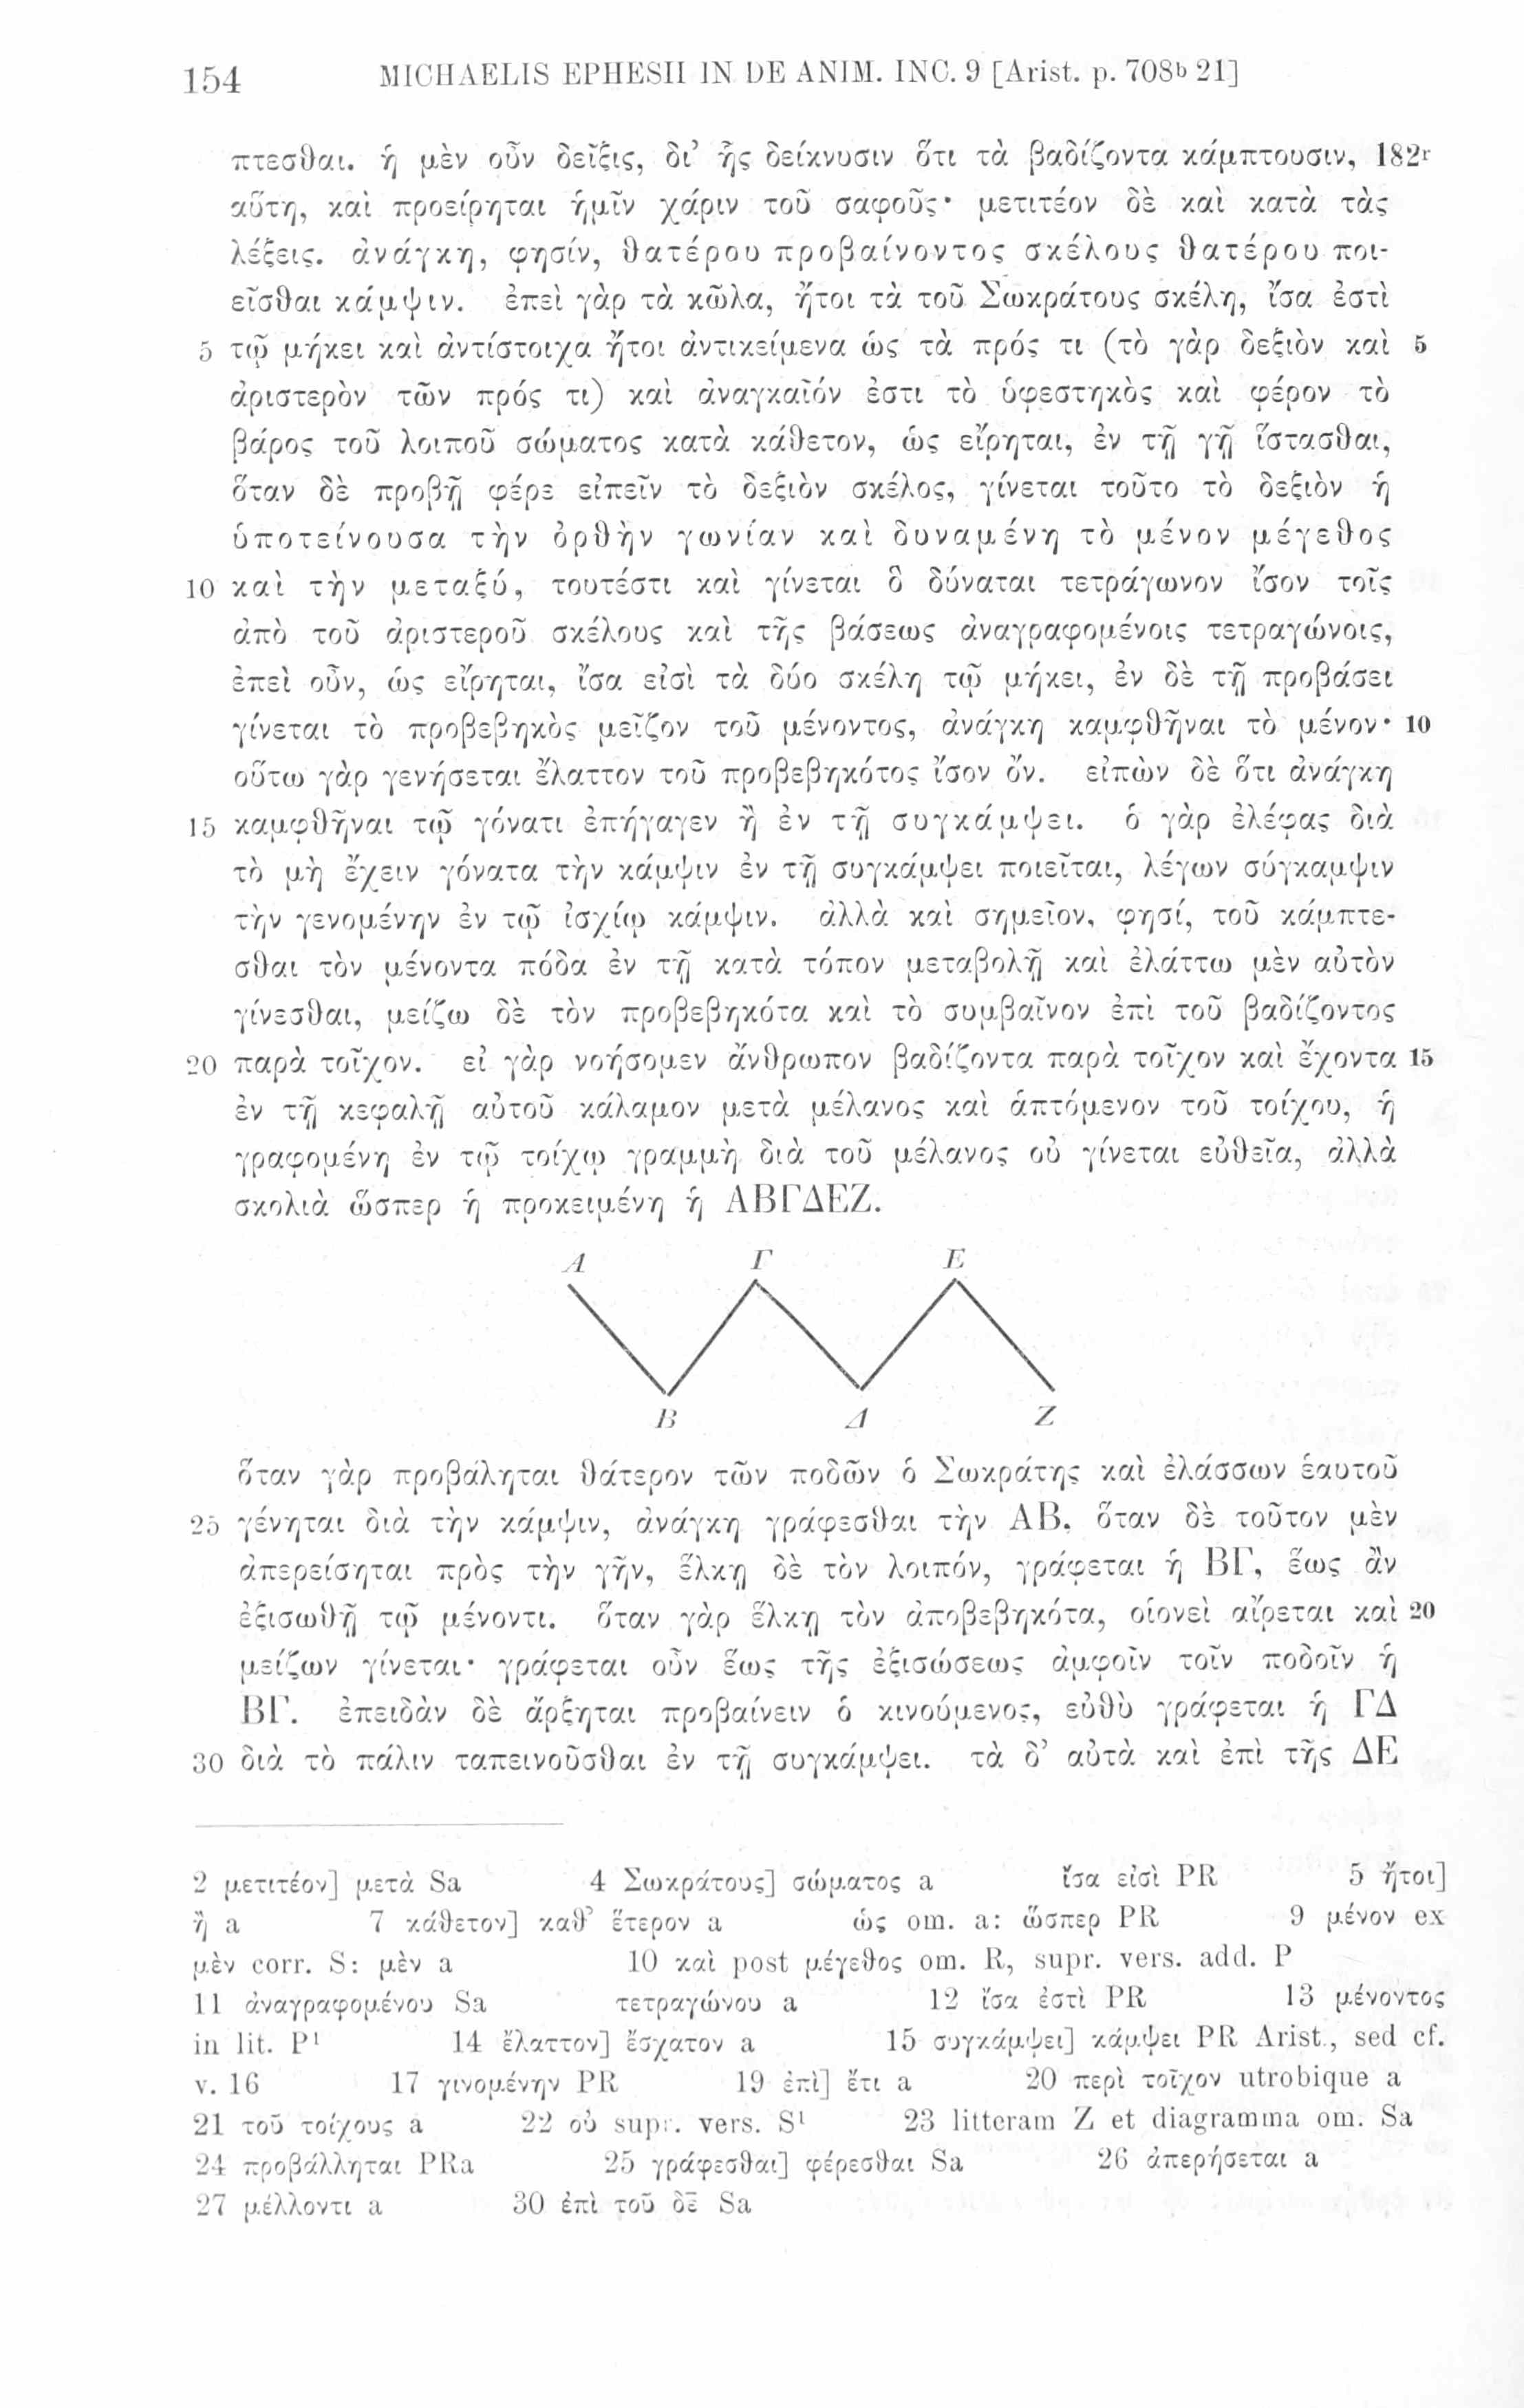 154 MICHAELIS EPHESII IN DE ANIM. INC. 9 [Arist. p. 708ᵇ 21]
πτεσθαι. ἡ μὲν οὖν δεῖξις, δι’ ἧς δείκνυσιν ὅτι τὰ βαδίζοντα κάμπτουσιν, 182ʳ
αὕτη, καὶ προείρηται ἡμῖν χάριν τοῦ σαφοῦς· μετιτέον δὲ καὶ κατὰ τὰς
λέξεις. ἀνάγκη, φησίν, θατέρου προβαίνοντος σκέλους θατέρου ποι-
εῖσθαι κάμψιν. ἐπεὶ γὰρ τὰ κῶλα, ἤτοι τὰ τοῦ Σωκράτους σκέλη, ἴσα ἐστὶ
5 τῷ μήκει καὶ ἀντίστοιχα ἤτοι ἀντικείμενα ὡς τὰ πρός τι (τὸ γὰρ δεξιὸν καὶ 5
ἀριστερὸν τῶν πρός τι) καὶ ἀναγκαῖόν ἐστι τὸ ὑφεστηκὸς καὶ φέρον τὸ
βάρος τοῦ λοιποῦ σώματος κατὰ κάθετον, ὡς εἴρηται, ἐν τῇ γῇ ἵστασθαι,
ὅταν δὲ προβῇ φέρε εἰπεῖν τὸ δεξιὸν σκέλος, γίνεται τοῦτο τὸ δεξιὸν ἡ
ὑποτείνουσα τὴν ὀρθὴν γωνίαν καὶ δυναμένη τὸ μένον μέγεθος
10 καὶ τὴν μεταξύ, τουτέστι καὶ γίνεται ὃ δύναται τετράγωνον ἴσον τοῖς
ἀπὸ τοῦ ἀριστεροῦ σκέλους καὶ τῆς βάσεως ἀναγραφομένοις τετραγώνοις,
ἐπεὶ οὖν, ὡς εἴρηται, ἴσα εἰσὶ τὰ δύο σκέλη τῷ μήκει, ἐν δὲ τῇ προβάσει
γίνεται τὸ προβεβηκὸς μεῖζον τοῦ μένοντος, ἀνάγκη καμφθῆναι τὸ μένον· 10
οὕτω γὰρ γενήσεται ἔλαττον τοῦ προβεβηκότος ἴσον ὄν. εἰπὼν δὲ ὅτι ἀνάγκη
15 καμφθῆναι τῷ γόνατι ἐπήγαγεν ἢ ἐν τῇ συγκάμψει. ὁ γὰρ ἐλέφας διὰ
τὸ μὴ ἔχειν γόνατα τὴν κάμψιν ἐν τῇ συγκάμψει ποιεῖται, λέγων σύγκαμψιν
τὴν γενομένην ἐν τῷ ἰσχίῳ κάμψιν. ἀλλὰ καὶ σημεῖον, φησί, τοῦ κάμπτε-
σθαι τὸν μένοντα πόδα ἐν τῇ κατὰ τόπον μεταβολῇ καὶ ἐλάττω μὲν αὐτὸν
γίνεσθαι, μείζω δὲ τὸν προβεβηκότα καὶ τὸ συμβαῖνον ἐπὶ τοῦ βαδίζοντος
20 παρὰ τοῖχον. εἰ γὰρ νοήσομεν ἄνθρωπον βαδίζοντα παρὰ τοῖχον καὶ ἔχοντα 15
ἐν τῇ κεφαλῇ αὐτοῦ κάλαμον μετὰ μέλανος καὶ ἁπτόμενον τοῦ τοίχου, ἡ
γραφομένη ἐν τῷ τοίχῳ γραμμὴ διὰ τοῦ μέλανος οὐ γίνεται εὐθεῖα, ἀλλὰ
σκολιὰ ὥσπερ ἡ προκειμένη ἡ ΑΒΓΔΕΖ.
Α Γ Ε
Β Δ Ζ
ὅταν γὰρ προβάληται θάτερον τῶν ποδῶν ὁ Σωκράτης καὶ ἐλάσσων ἑαυτοῦ
25 γένηται διὰ τὴν κάμψιν, ἀνάγκη γράφεσθαι τὴν ΑΒ. ὅταν δὲ τοῦτον μὲν
ἀπερείσηται πρὸς τὴν γῆν, ἕλκῃ δὲ τὸν λοιπόν, γράφεται ἡ ΒΓ, ἕως ἂν
ἐξισωθῇ τῷ μένοντι. ὅταν γὰρ ἕλκῃ τὸν ἀποβεβηκότα, οἱονεὶ αἴρεται καὶ 20
μείζων γίνεται· γράφεται οὖν ἕως τῆς ἐξισώσεως ἀμφοῖν τοῖν ποδοῖν ἡ
ΒΓ. ἐπειδὰν δὲ ἄρξηται προβαίνειν ὁ κινούμενος, εὐθὺ γράφεται ἡ ΓΔ
30 διὰ τὸ πάλιν ταπεινοῦσθαι ἐν τῇ συγκάμψει. τὰ δ’ αὐτὰ καὶ ἐπὶ τῆς ΔΕ
2 μετιτέον] μετὰ Sa 4 Σωκράτους] σώματος a ἴσα εἰσὶ PR 5 ἤτοι]
ἢ a 7 κάθετον] καθ’ ἕτερον a ὡς om. a: ὥσπερ PR 9 μένον ex
μὲν corr. S: μὲν a 10 καὶ post μέγεθος om. R, supr. vers. add. P
11 ἀναγραφομένου Sa τετραγώνου a 12 ἴσα ἐστὶ PR 13 μένοντος
in lit. P¹ 14 ἔλαττον] ἔσχατον a 15 συγκάμψει] κάμψει PR Arist., sed cf.
v. 16 17 γινομένην PR 19 ἐπὶ] ἔτι a 20 περὶ τοῖχον utrobique a
21 τοῦ τοίχους a 22 οὐ supr. vers. S¹ 23 litteram Z et diagramma om. Sa
24 προβάλληται PRa 25 γράφεσθαι] φέρεσθαι Sa 26 ἀπερήσεται a
27 μέλλοντι a 30 ἐπὶ τοῦ δε̄ Sa